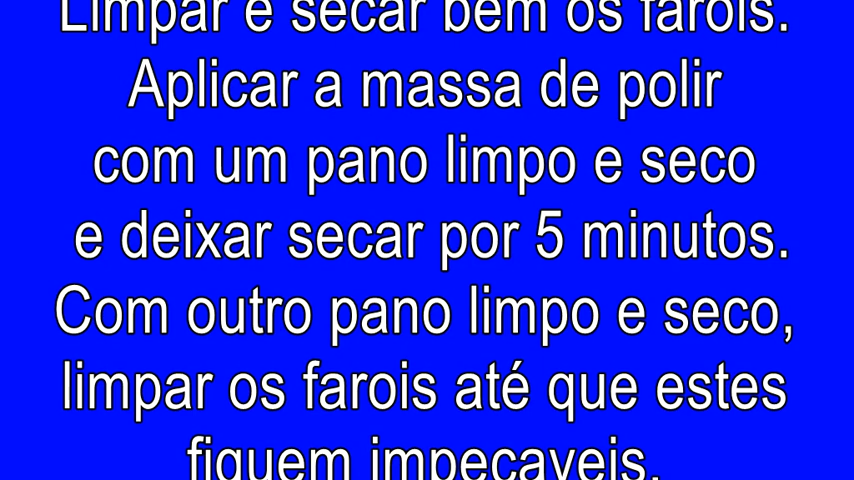 Limpar e secar bem os farois.
Aplicar a massa de polir
com um pano limpo e seco
e deixar secar por 5 minutos.
Com outro pano limpo e seco,
limpar os farois até que estes
fiquem impecaveis.